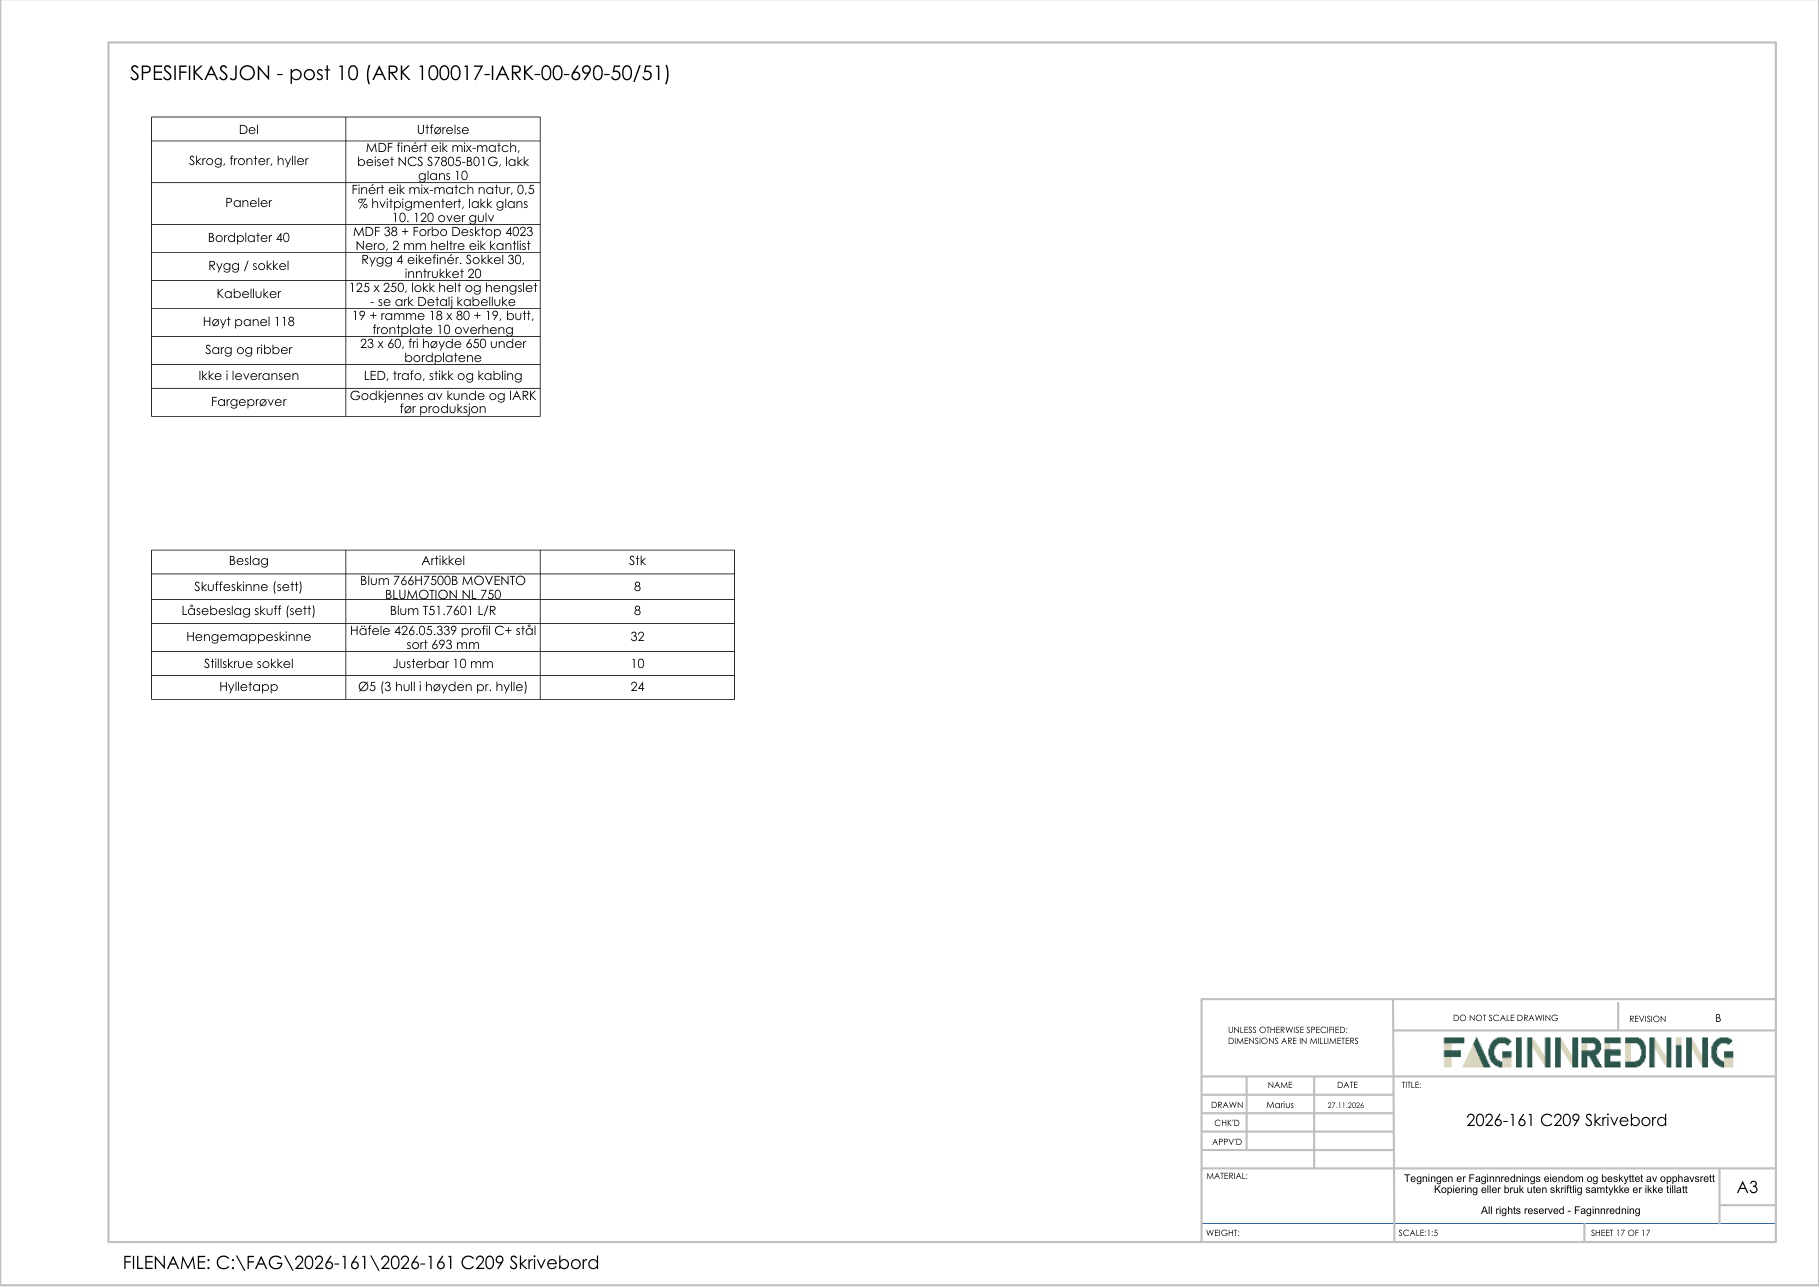 SPESIFIKASJON - post 10 (ARK 100017-IARK-00-690-50/51)
Del Utførelse
Skrog, fronter, hyller MDF finért eik mix-match,
beiset NCS S7805-B01G, lakk
glans 10
Paneler Finért eik mix-match natur, 0,5
% hvitpigmentert, lakk glans
10. 120 over gulv
Bordplater 40 MDF 38 + Forbo Desktop 4023
Nero, 2 mm heltre eik kantlist
Rygg / sokkel Rygg 4 eikefinér. Sokkel 30,
inntrukket 20
Kabelluker 125 x 250, lokk helt og hengslet
- se ark Detalj kabelluke
Høyt panel 118 19 + ramme 18 x 80 + 19, butt,
frontplate 10 overheng
Sarg og ribber 23 x 60, fri høyde 650 under
bordplatene
Ikke i leveransen LED, trafo, stikk og kabling
Fargeprøver Godkjennes av kunde og IARK
før produksjon
Beslag Artikkel Stk
Skuffeskinne (sett) Blum 766H7500B MOVENTO
BLUMOTION NL 750 8
Låsebeslag skuff (sett) Blum T51.7601 L/R 8
Hengemappeskinne Häfele 426.05.339 profil C+ stål
sort 693 mm 32
Stillskrue sokkel Justerbar 10 mm 10
Hylletapp Ø5 (3 hull i høyden pr. hylle) 24
UNLESS OTHERWISE SPECIFIED:
DIMENSIONS ARE IN MILLIMETERS
DO NOT SCALE DRAWING
REVISION B
FAGINNREDNING
NAME DATE
DRAWN Marius 27.11.2026
CHK'D
APPV'D
TITLE:
2026-161 C209 Skrivebord
MATERIAL:
Tegningen er Faginnrednings eiendom og beskyttet av opphavsrett
Kopiering eller bruk uten skriftlig samtykke er ikke tillatt
All rights reserved - Faginnredning
A3
WEIGHT:
SCALE:1:5
SHEET 17 OF 17
FILENAME: C:\FAG\2026-161\2026-161 C209 Skrivebord